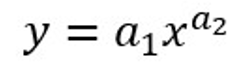 y = a₁x^{a₂}